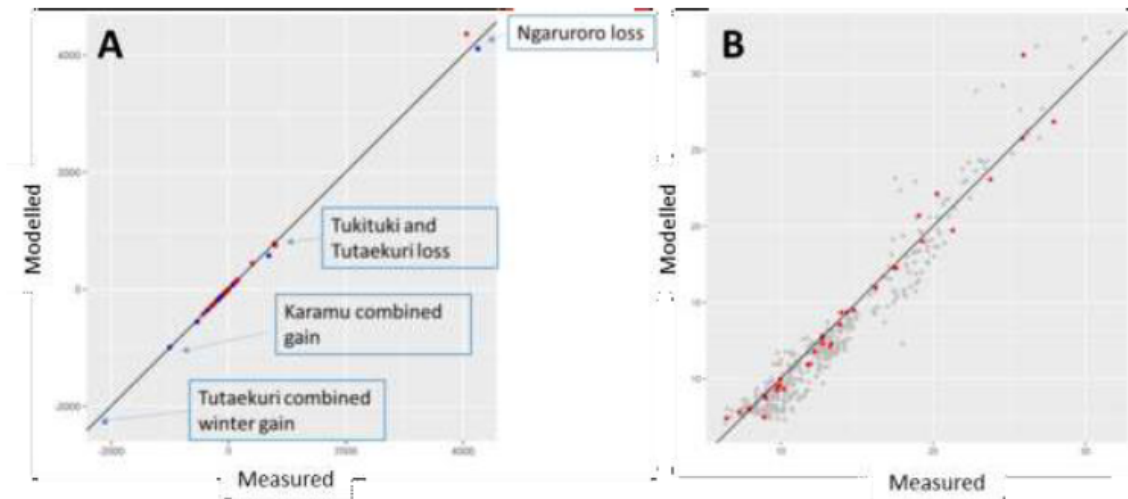 A
Ngaruroro loss
4000
2000
Tukituki and
Tutaekuri loss
Modelled
0
Karamu combined
gain
Tutaekuri combined
winter gain
-2000
-2000
0
2000
4000
Measured
B
30
25
20
Modelled
15
10
10
20
30
Measured